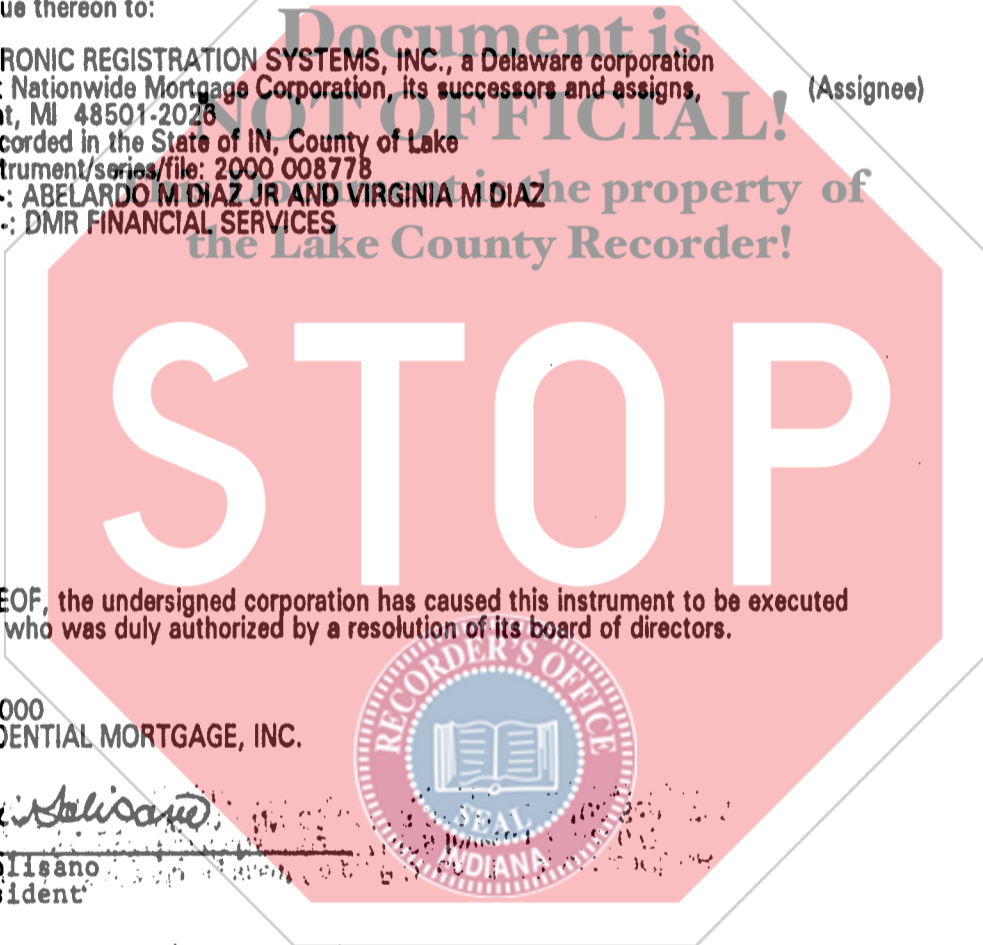 ue thereon to:
Document is
RONIC REGISTRATION SYSTEMS, INC., a Delaware corporation
Nationwide Mortgage Corporation, its successors and assigns, (Assignee)
NOT OFFICIAL!
t, MI 48501-2026
corded in the State of IN, County of Lake
trument/series/file: 2000 008778
This Document is the property of
: ABELARDO M DIAZ JR AND VIRGINIA M DIAZ
.: DMR FINANCIAL SERVICES
the Lake County Recorder!
STOP
EOF, the undersigned corporation has caused this instrument to be executed
who was duly authorized by a resolution of its board of directors.
RECORDER'S OFFICE
000
DENTIAL MORTGAGE, INC.
SEAL
INDIANA
lisano
ident